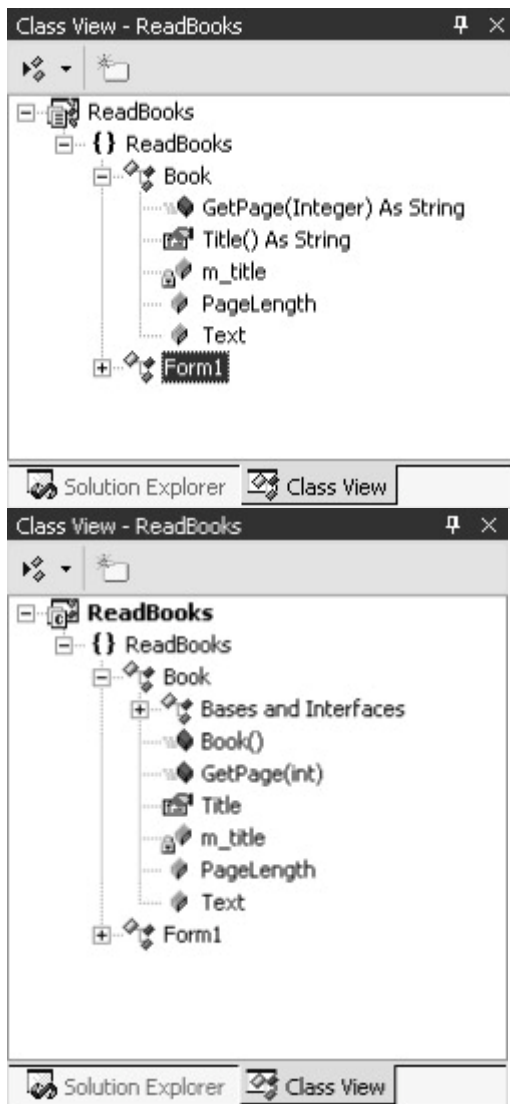 Class View - ReadBooks
ReadBooks
{} ReadBooks
Book
GetPage(Integer) As String
Title() As String
m_title
PageLength
Text
Form1
Solution Explorer Class View
Class View - ReadBooks
ReadBooks
{} ReadBooks
Book
Bases and Interfaces
Book()
GetPage(int)
Title
m_title
PageLength
Text
Form1
Solution Explorer Class View